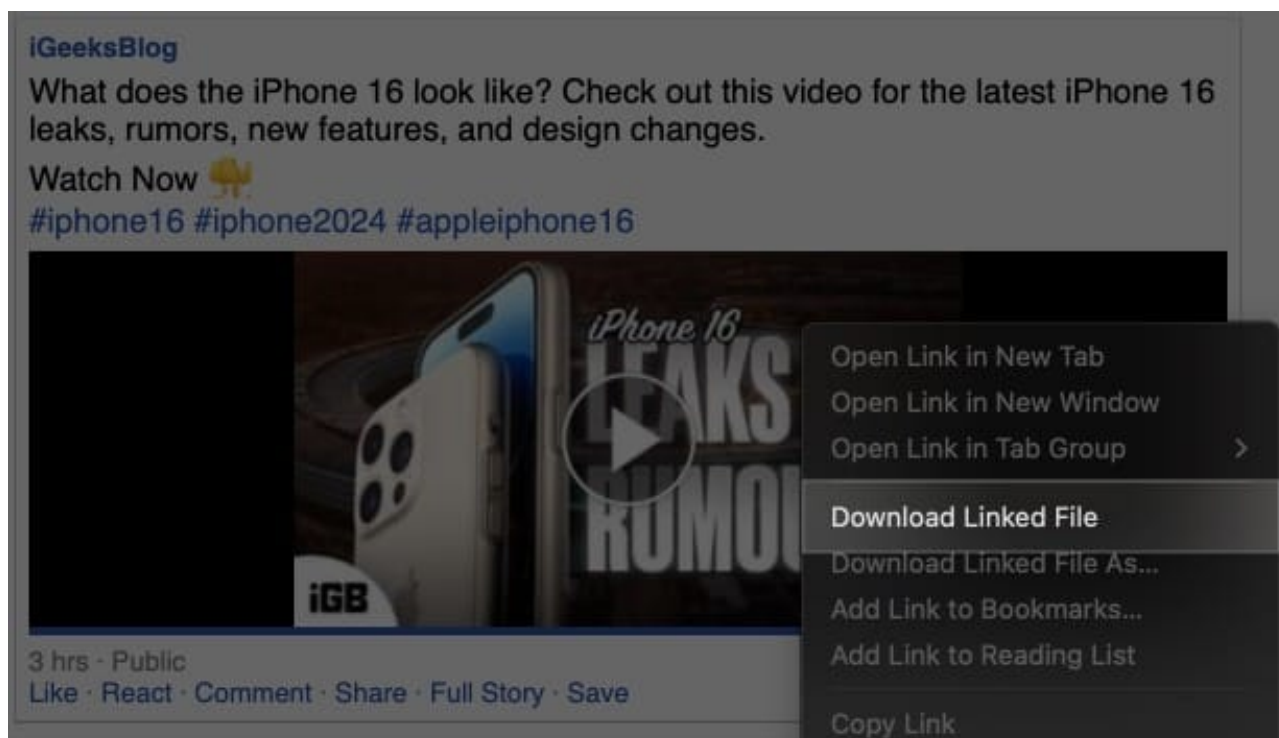 iGeeksBlog
What does the iPhone 16 look like? Check out this video for the latest iPhone 16
leaks, rumors, new features, and design changes.
Watch Now
#iphone16 #iphone2024 #appleiphone16
iPhone 16
LEAKS
RUMOU
iGB
Open Link in New Tab
Open Link in New Window
Open Link in Tab Group
Download Linked File
Download Linked File As...
Add Link to Bookmarks...
Add Link to Reading List
Copy Link
3 hrs · Public
Like · React · Comment · Share · Full Story · Save